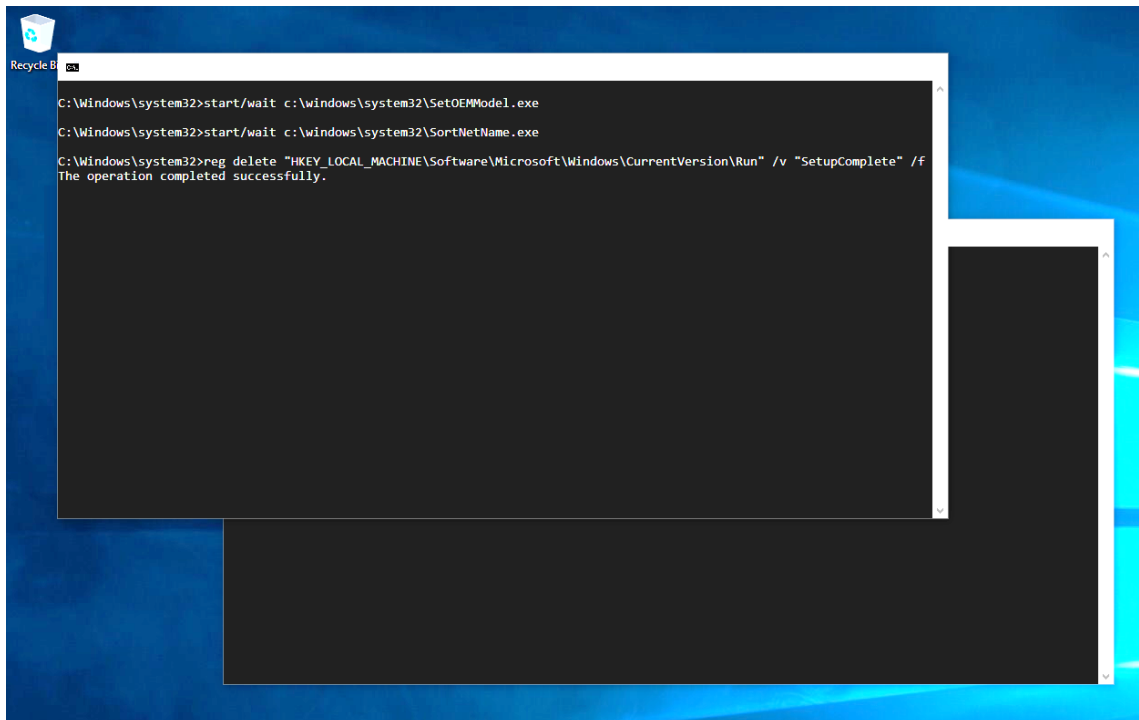 Recycle Bi
C:\Windows\system32>start/wait c:\windows\system32\SetOEMModel.exe
C:\Windows\system32>start/wait c:\windows\system32\SortNetName.exe
C:\Windows\system32>reg delete "HKEY_LOCAL_MACHINE\Software\Microsoft\Windows\CurrentVersion\Run" /v "SetupComplete" /f
The operation completed successfully.